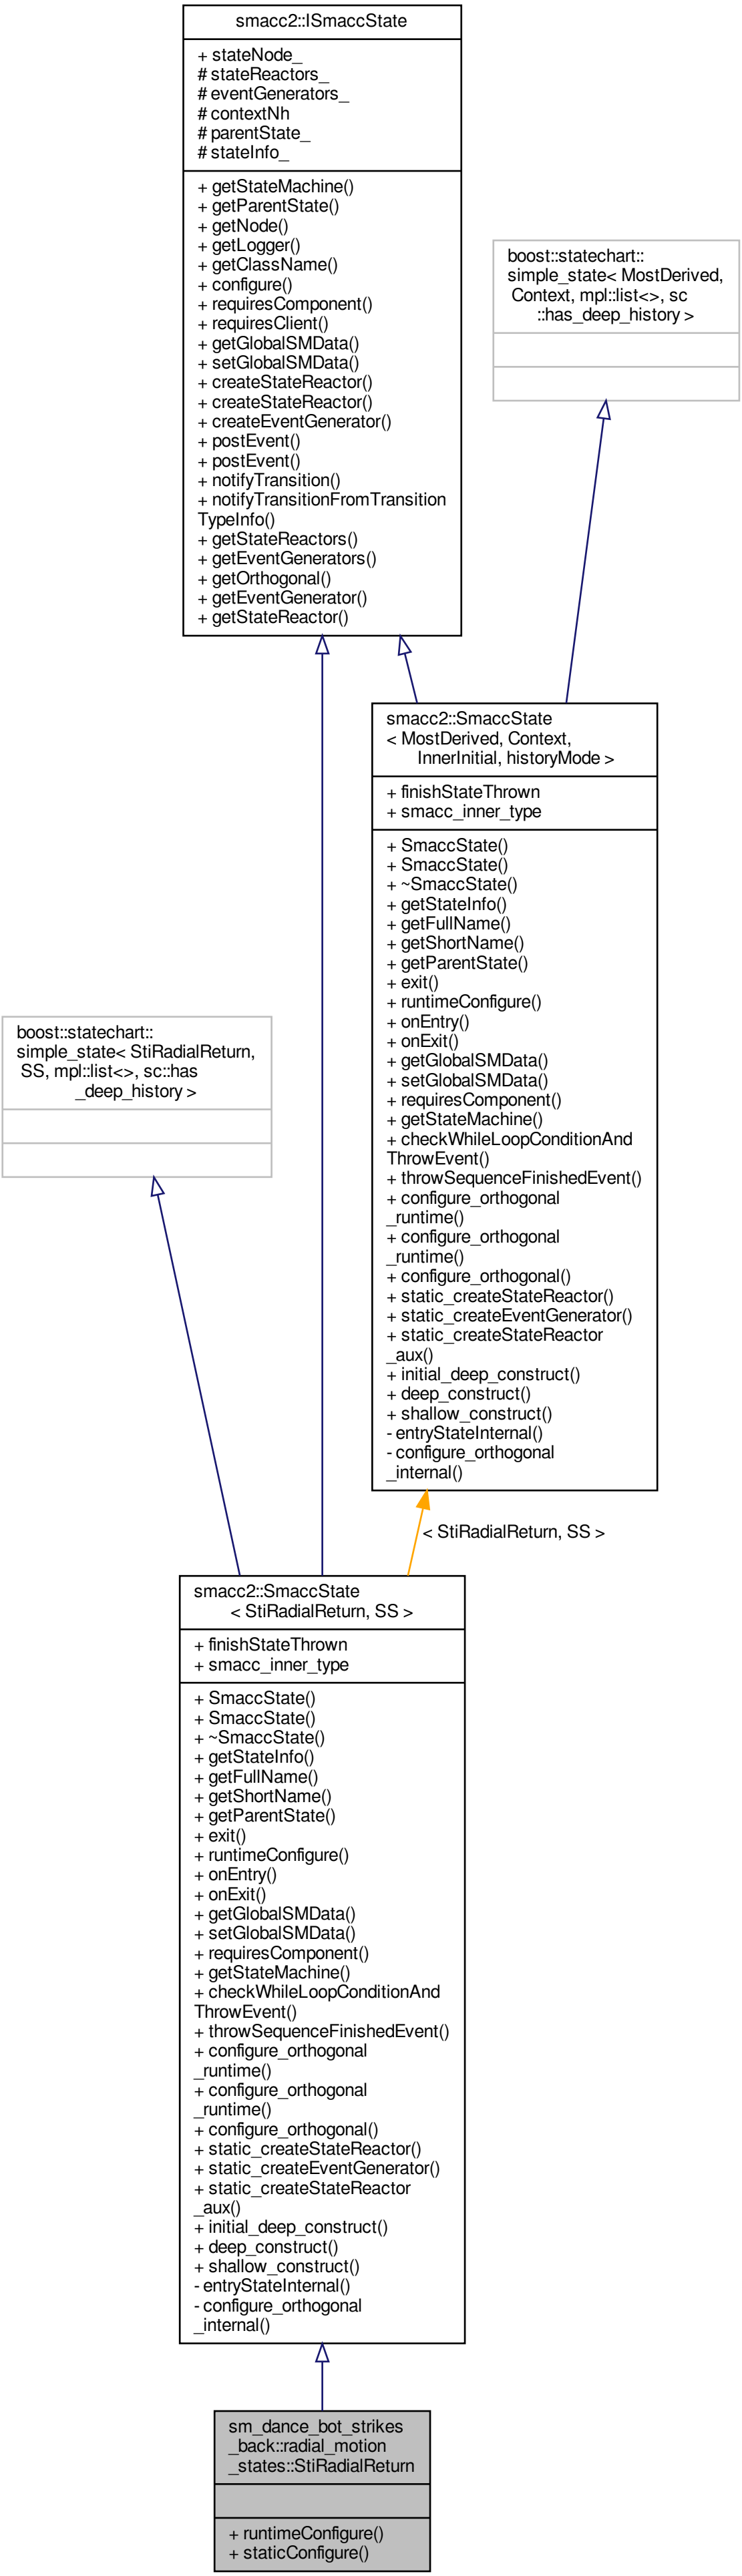 smacc2::ISmaccState
+ stateNode_
# stateReactors_
# eventGenerators_
# contextNh
# parentState_
# stateInfo_
+ getStateMachine()
+ getParentState()
+ getNode()
+ getLogger()
+ getClassName()
+ configure()
+ requiresComponent()
+ requiresClient()
+ getGlobalSMData()
+ setGlobalSMData()
+ createStateReactor()
+ createStateReactor()
+ createEventGenerator()
+ postEvent()
+ postEvent()
+ notifyTransition()
+ notifyTransitionFromTransition
TypeInfo()
+ getStateReactors()
+ getEventGenerators()
+ getOrthogonal()
+ getEventGenerator()
+ getStateReactor()
boost::statechart::
simple_state< MostDerived,
Context, mpl::list<>, sc
::has_deep_history >
smacc2::SmaccState
< MostDerived, Context,
InnerInitial, historyMode >
+ finishStateThrown
+ smacc_inner_type
+ SmaccState()
+ SmaccState()
+ ~SmaccState()
+ getStateInfo()
+ getFullName()
+ getShortName()
+ getParentState()
+ exit()
+ runtimeConfigure()
+ onEntry()
+ onExit()
+ getGlobalSMData()
+ setGlobalSMData()
+ requiresComponent()
+ getStateMachine()
+ checkWhileLoopConditionAnd
ThrowEvent()
+ throwSequenceFinishedEvent()
+ configure_orthogonal
_runtime()
+ configure_orthogonal
_runtime()
+ configure_orthogonal()
+ static_createStateReactor()
+ static_createEventGenerator()
+ static_createStateReactor
_aux()
+ initial_deep_construct()
+ deep_construct()
+ shallow_construct()
- entryStateInternal()
- configure_orthogonal
_internal()
boost::statechart::
simple_state< StiRadialReturn,
SS, mpl::list<>, sc::has
_deep_history >
< StiRadialReturn, SS >
smacc2::SmaccState
< StiRadialReturn, SS >
+ finishStateThrown
+ smacc_inner_type
+ SmaccState()
+ SmaccState()
+ ~SmaccState()
+ getStateInfo()
+ getFullName()
+ getShortName()
+ getParentState()
+ exit()
+ runtimeConfigure()
+ onEntry()
+ onExit()
+ getGlobalSMData()
+ setGlobalSMData()
+ requiresComponent()
+ getStateMachine()
+ checkWhileLoopConditionAnd
ThrowEvent()
+ throwSequenceFinishedEvent()
+ configure_orthogonal
_runtime()
+ configure_orthogonal
_runtime()
+ configure_orthogonal()
+ static_createStateReactor()
+ static_createEventGenerator()
+ static_createStateReactor
_aux()
+ initial_deep_construct()
+ deep_construct()
+ shallow_construct()
- entryStateInternal()
- configure_orthogonal
_internal()
sm_dance_bot_strikes
_back::radial_motion
_states::StiRadialReturn
+ runtimeConfigure()
+ staticConfigure()